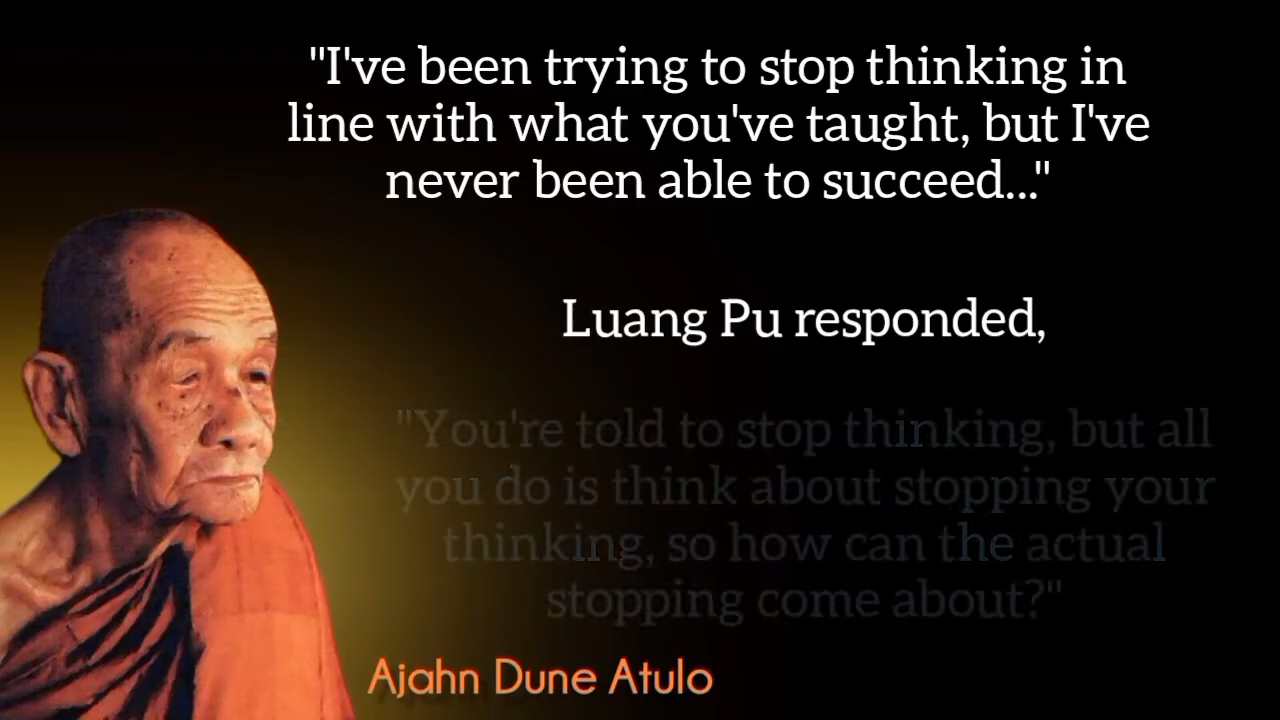 "I've been trying to stop thinking in
line with what you've taught, but I've
never been able to succeed..."
Luang Pu responded,
"You're told to stop thinking, but all
you do is think about stopping your
thinking, so how can the actual
stopping come about?"
Ajahn Dune Atulo